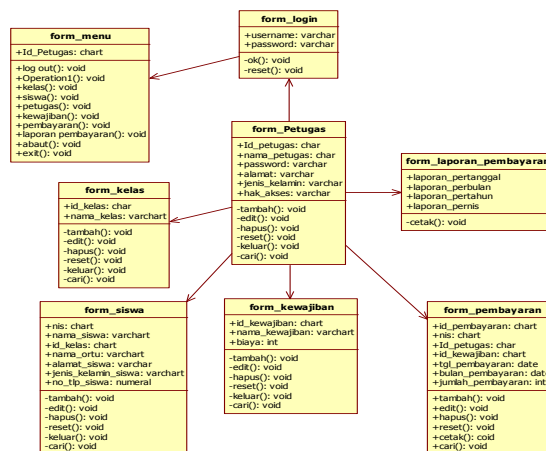 form_login
+username: varchar
+password: varchar
-ok(): void
-reset(): void
form_menu
+Id_Petugas: chart
+log out(): void
+Operation1(): void
+kelas(): void
+siswa(): void
+petugas(): void
+kewajiban(): void
+pembayaran(): void
+laporan pembayaran(): void
+abaut(): void
+exit(): void
form_Petugas
+Id_petugas: char
+nama_petugas: char
+password: varchar
+alamat: varchar
+jenis_kelamin: varchar
+hak_akses: varchar
-tambah(): void
-edit(): void
-hapus(): void
-reset(): void
-keluar(): void
-cari(): void
form_laporan_pembayaran
+laporan_pertanggal
+laporan_perbulan
+laporan_pertahun
+laporan_pernis
-cetak(): void
form_kelas
+id_kelas: char
+nama_kelas: varchart
-tambah(): void
-edit(): void
-hapus(): void
-reset(): void
-keluar(): void
-cari(): void
form_siswa
+nis: chart
+nama_siswa: varchart
+id_kelas: chart
+nama_ortu: varchart
+alamat_siswa: varchar
+jenis_kelamin_siswa: varchart
+no_tlp_siswa: numeral
-tambah(): void
-edit(): void
-hapus(): void
-reset(): void
-keluar(): void
-cari(): void
form_kewajiban
+id_kewajiban: chart
+nama_kewajiban: varchart
+biaya: int
-tambah(): void
-edit(): void
-hapus(): void
-reset(): void
-keluar(): void
-cari(): void
form_pembayaran
+id_pembayaran: chart
+nis: chart
+Id_petugas: char
+id_kewajiban: chart
+tgl_pembayaran: date
+bulan_pembayaran: date
+jumlah_pembayaran: int
+tambah(): void
+edit(): void
+hapus(): void
+reset(): void
+cetak(): coid
+cari(): void